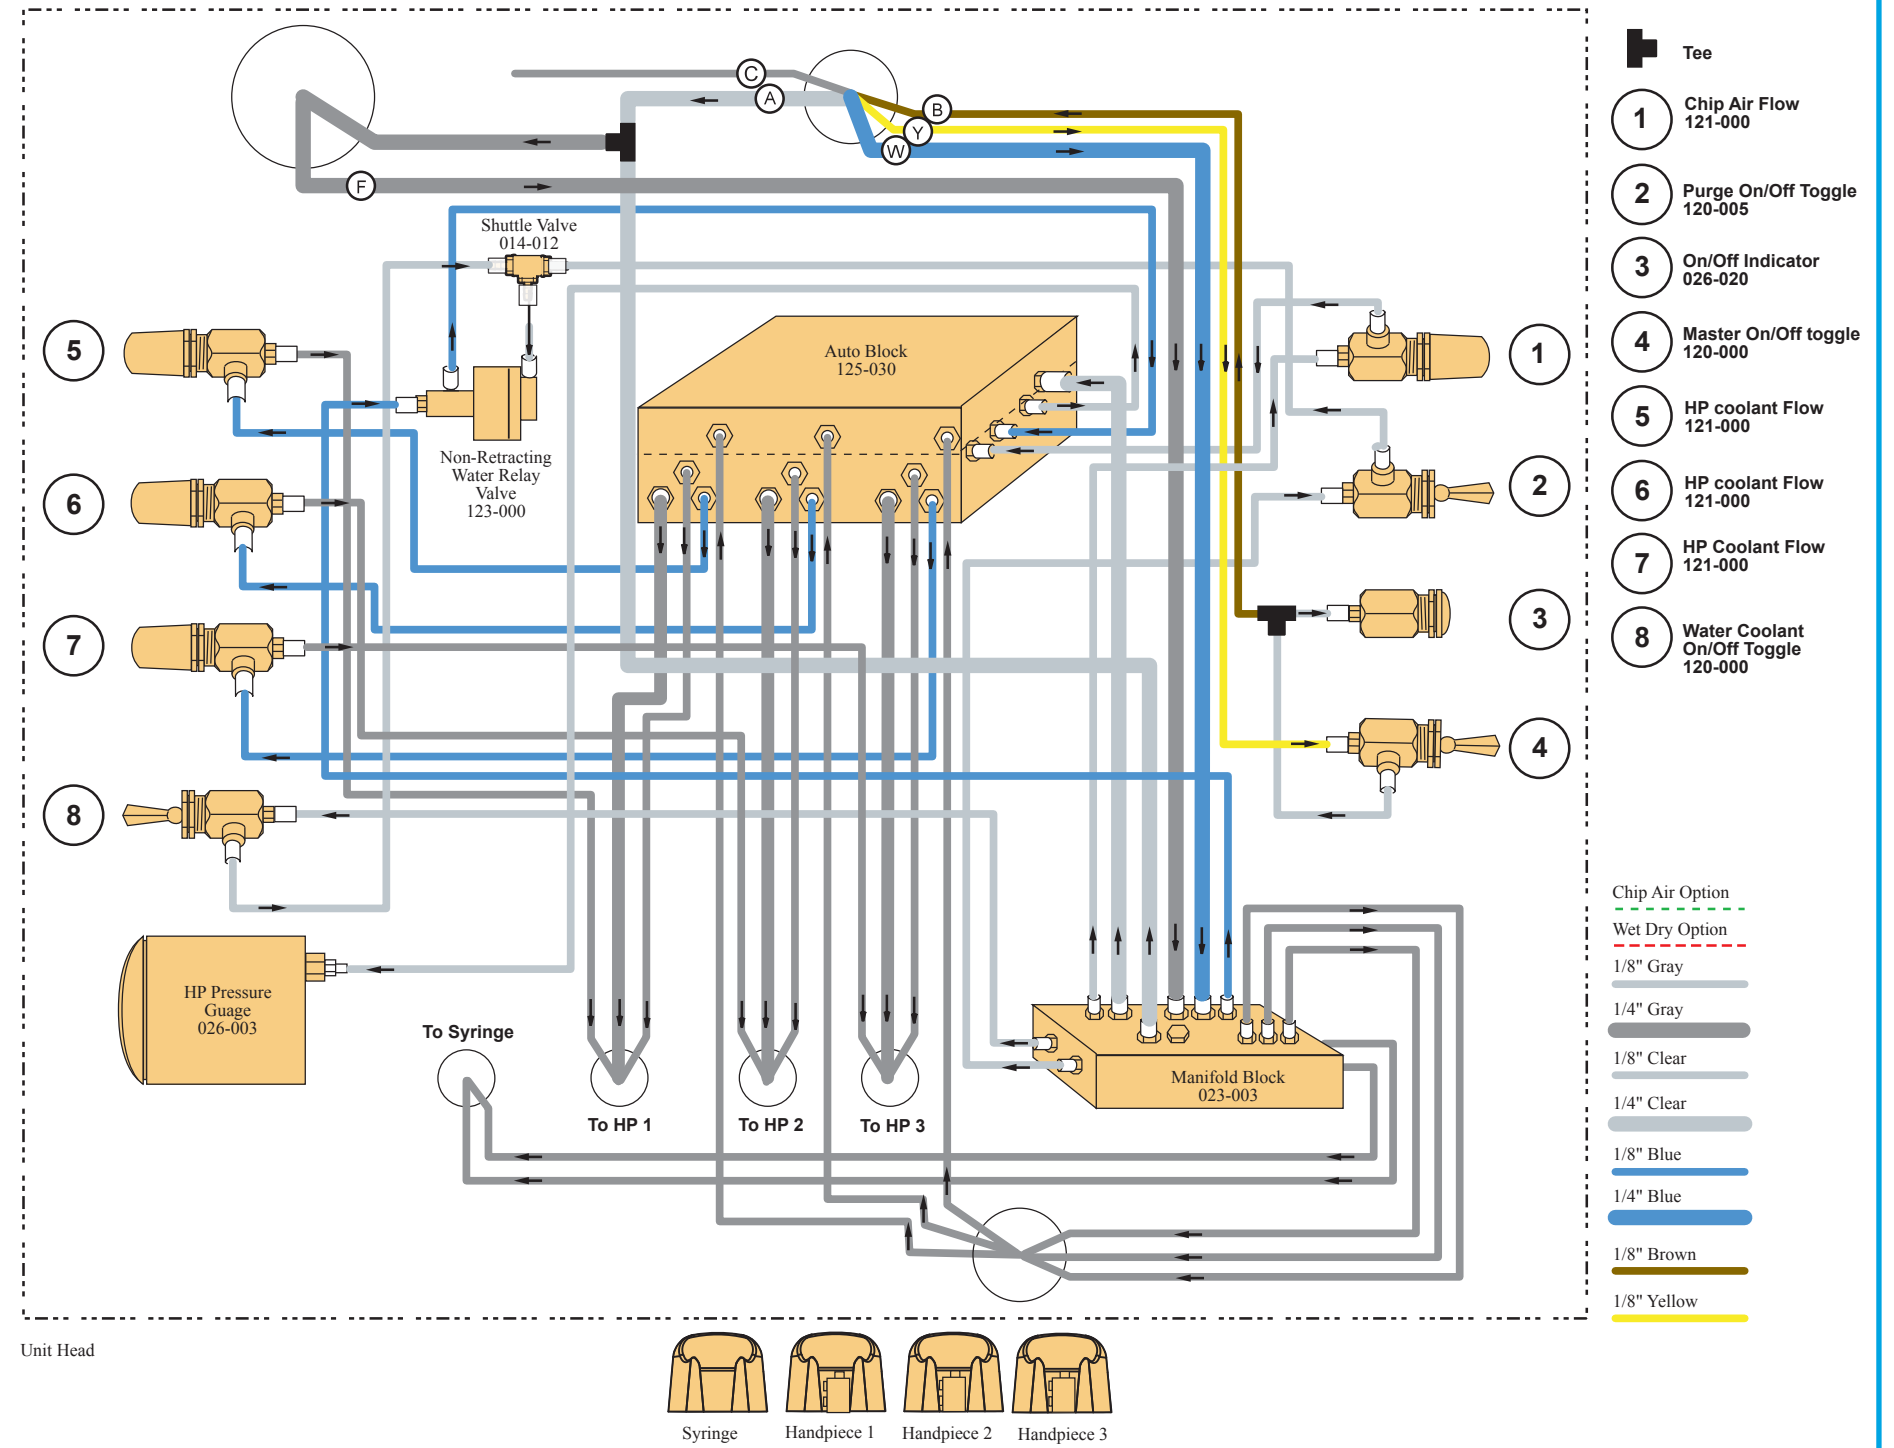 C
A
B
Y
W
F
Shuttle Valve
014-012
Auto Block
125-030
Non-Retracting
Water Relay
Valve
123-000
5
6
7
8
1
2
3
4
HP Pressure
Guage
026-003
To Syringe
To HP 1
To HP 2
To HP 3
Manifold Block
023-003
Tee
1
Chip Air Flow
121-000
2
Purge On/Off Toggle
120-005
3
On/Off Indicator
026-020
4
Master On/Off toggle
120-000
5
HP coolant Flow
121-000
6
HP coolant Flow
121-000
7
HP Coolant Flow
121-000
8
Water Coolant
On/Off Toggle
120-000
Chip Air Option
Wet Dry Option
1/8" Gray
1/4" Gray
1/8" Clear
1/4" Clear
1/8" Blue
1/4" Blue
1/8" Brown
1/8" Yellow
Unit Head
Syringe
Handpiece 1
Handpiece 2
Handpiece 3